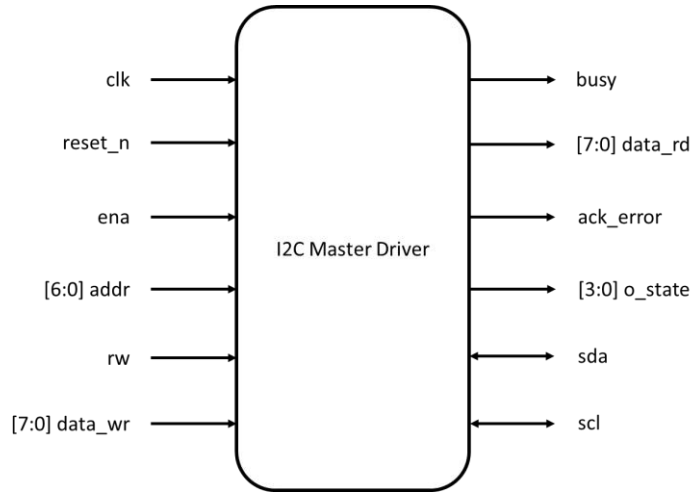 clk
reset_n
ena
[6:0] addr
rw
[7:0] data_wr
I2C Master Driver
busy
[7:0] data_rd
ack_error
[3:0] o_state
sda
scl